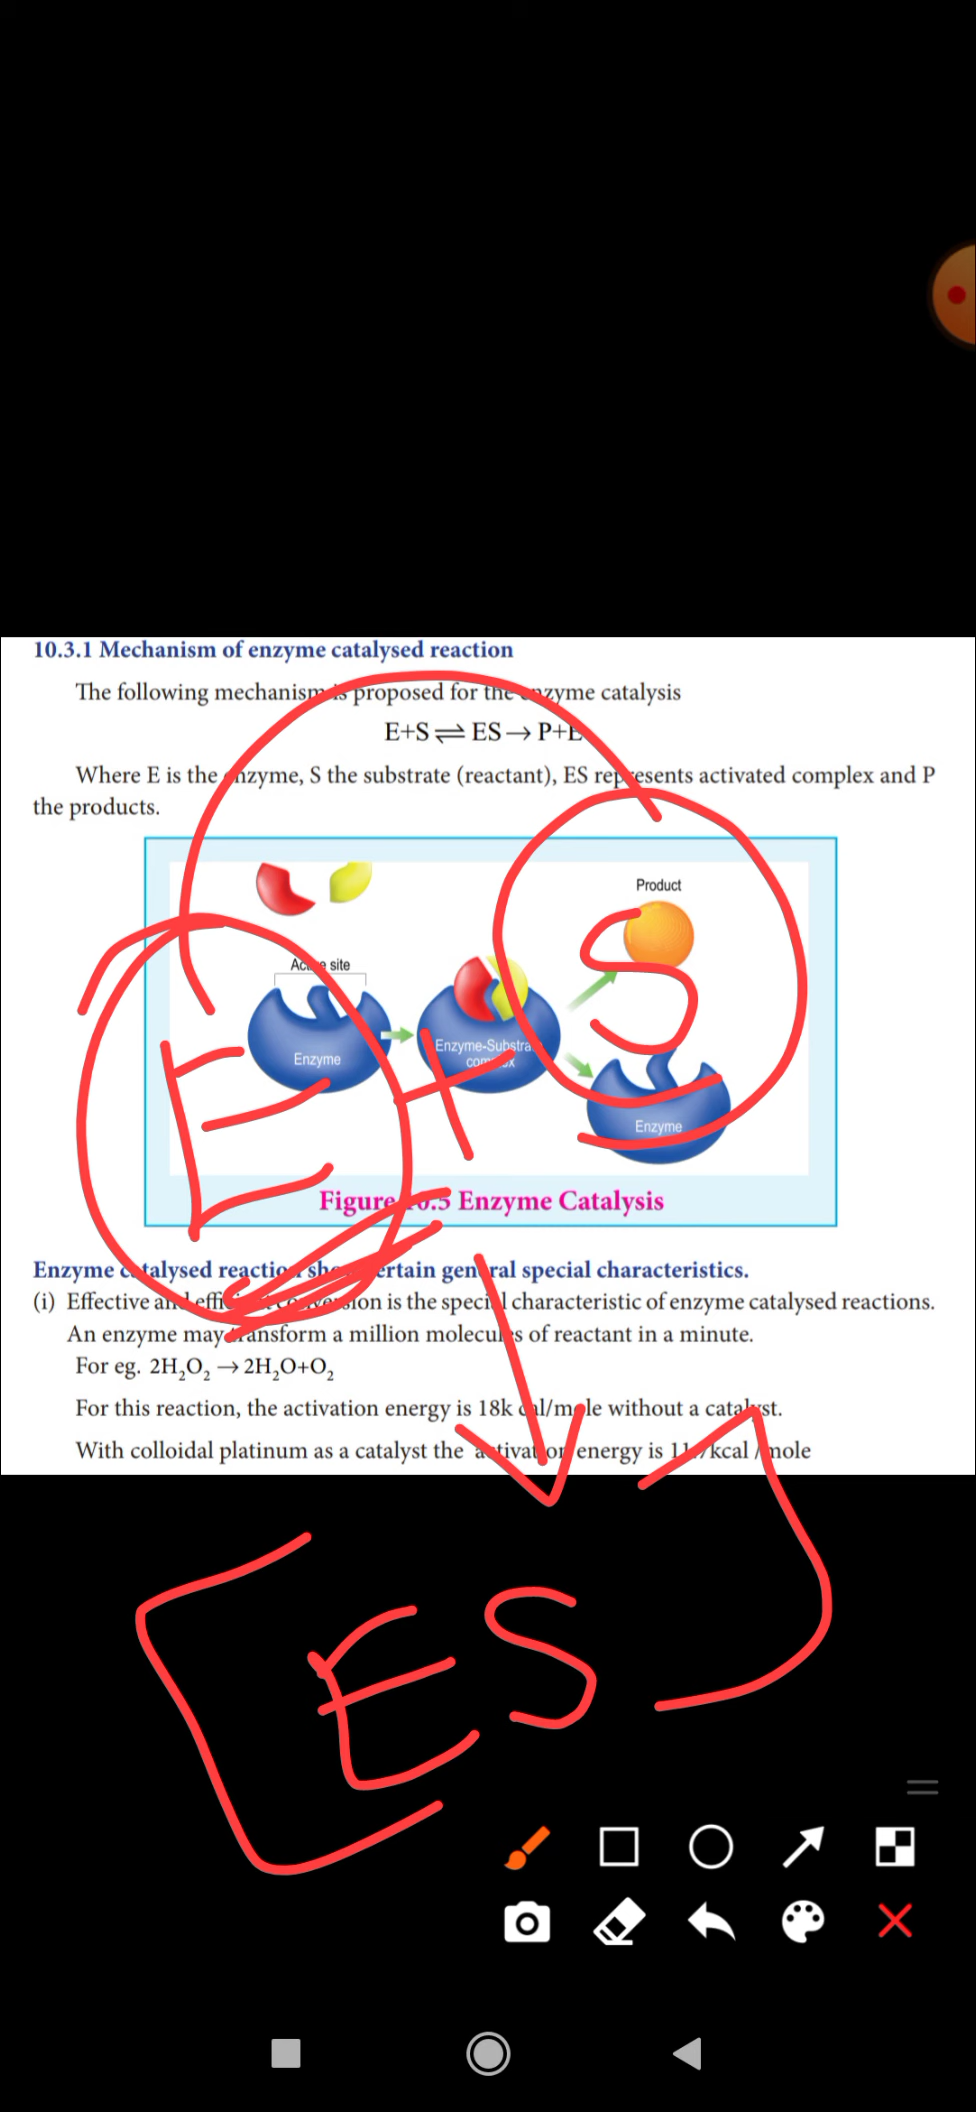 10.3.1 Mechanism of enzyme catalysed reaction
The following mechanism is proposed for the enzyme catalysis
E+S⇌ES→P+E
Where E is the enzyme, S the substrate (reactant), ES represents activated complex and P
the products.
Product
Active site
Enzyme
Enzyme-Substrate
complex
Enzyme
E + S
Figure 10.5 Enzyme Catalysis
Enzyme catalysed reaction show certain general special characteristics.
(i) Effective and efficient conversion is the special characteristic of enzyme catalysed reactions.
An enzyme may transform a million molecules of reactant in a minute.
For eg. 2H₂O₂ → 2H₂O+O₂
For this reaction, the activation energy is 18k cal/mole without a catalyst.
With colloidal platinum as a catalyst the activation energy is kcal / mole
[ES]